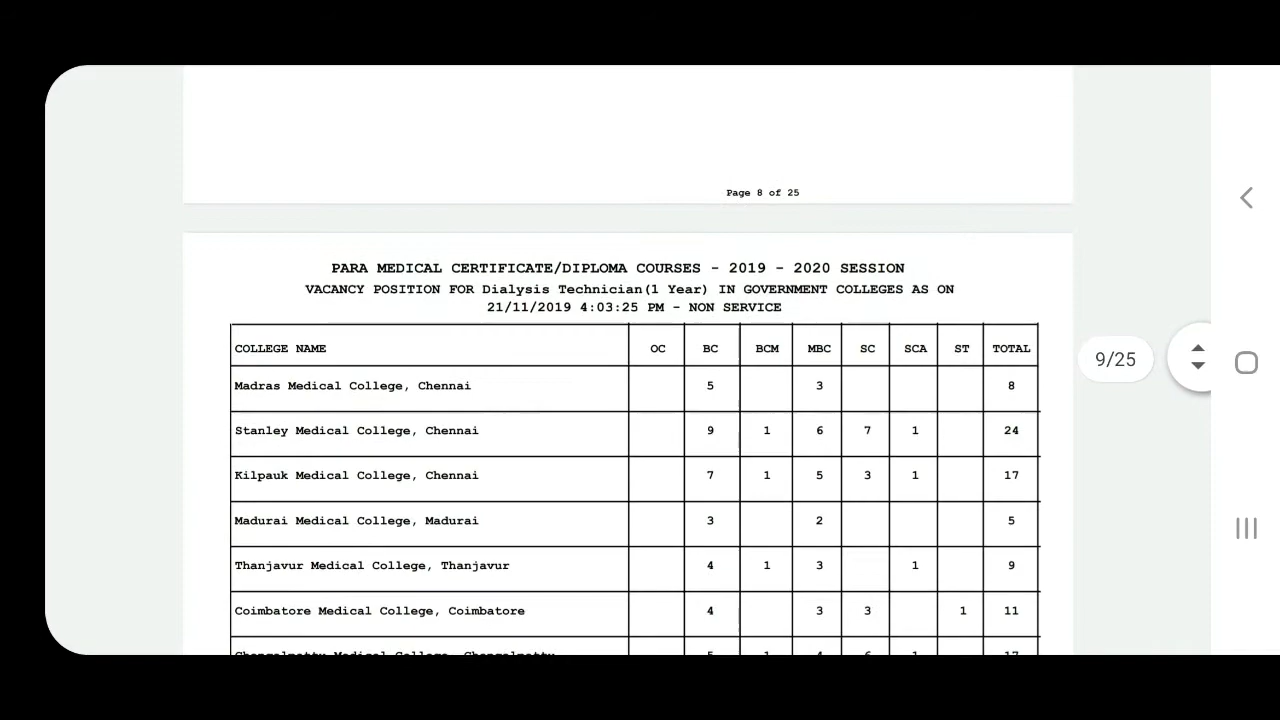 Page 8 of 25
PARA MEDICAL CERTIFICATE/DIPLOMA COURSES - 2019 - 2020 SESSION
VACANCY POSITION FOR Dialysis Technician(1 Year) IN GOVERNMENT COLLEGES AS ON
21/11/2019 4:03:25 PM - NON SERVICE
COLLEGE NAME OC BC BCM MBC SC SCA ST TOTAL
Madras Medical College, Chennai 5 3 8
Stanley Medical College, Chennai 9 1 6 7 1 24
9/25
Kilpauk Medical College, Chennai 7 1 5 3 1 17
Madurai Medical College, Madurai 3 2 5
Thanjavur Medical College, Thanjavur 4 1 3 1 9
Coimbatore Medical College, Coimbatore 4 3 3 1 11